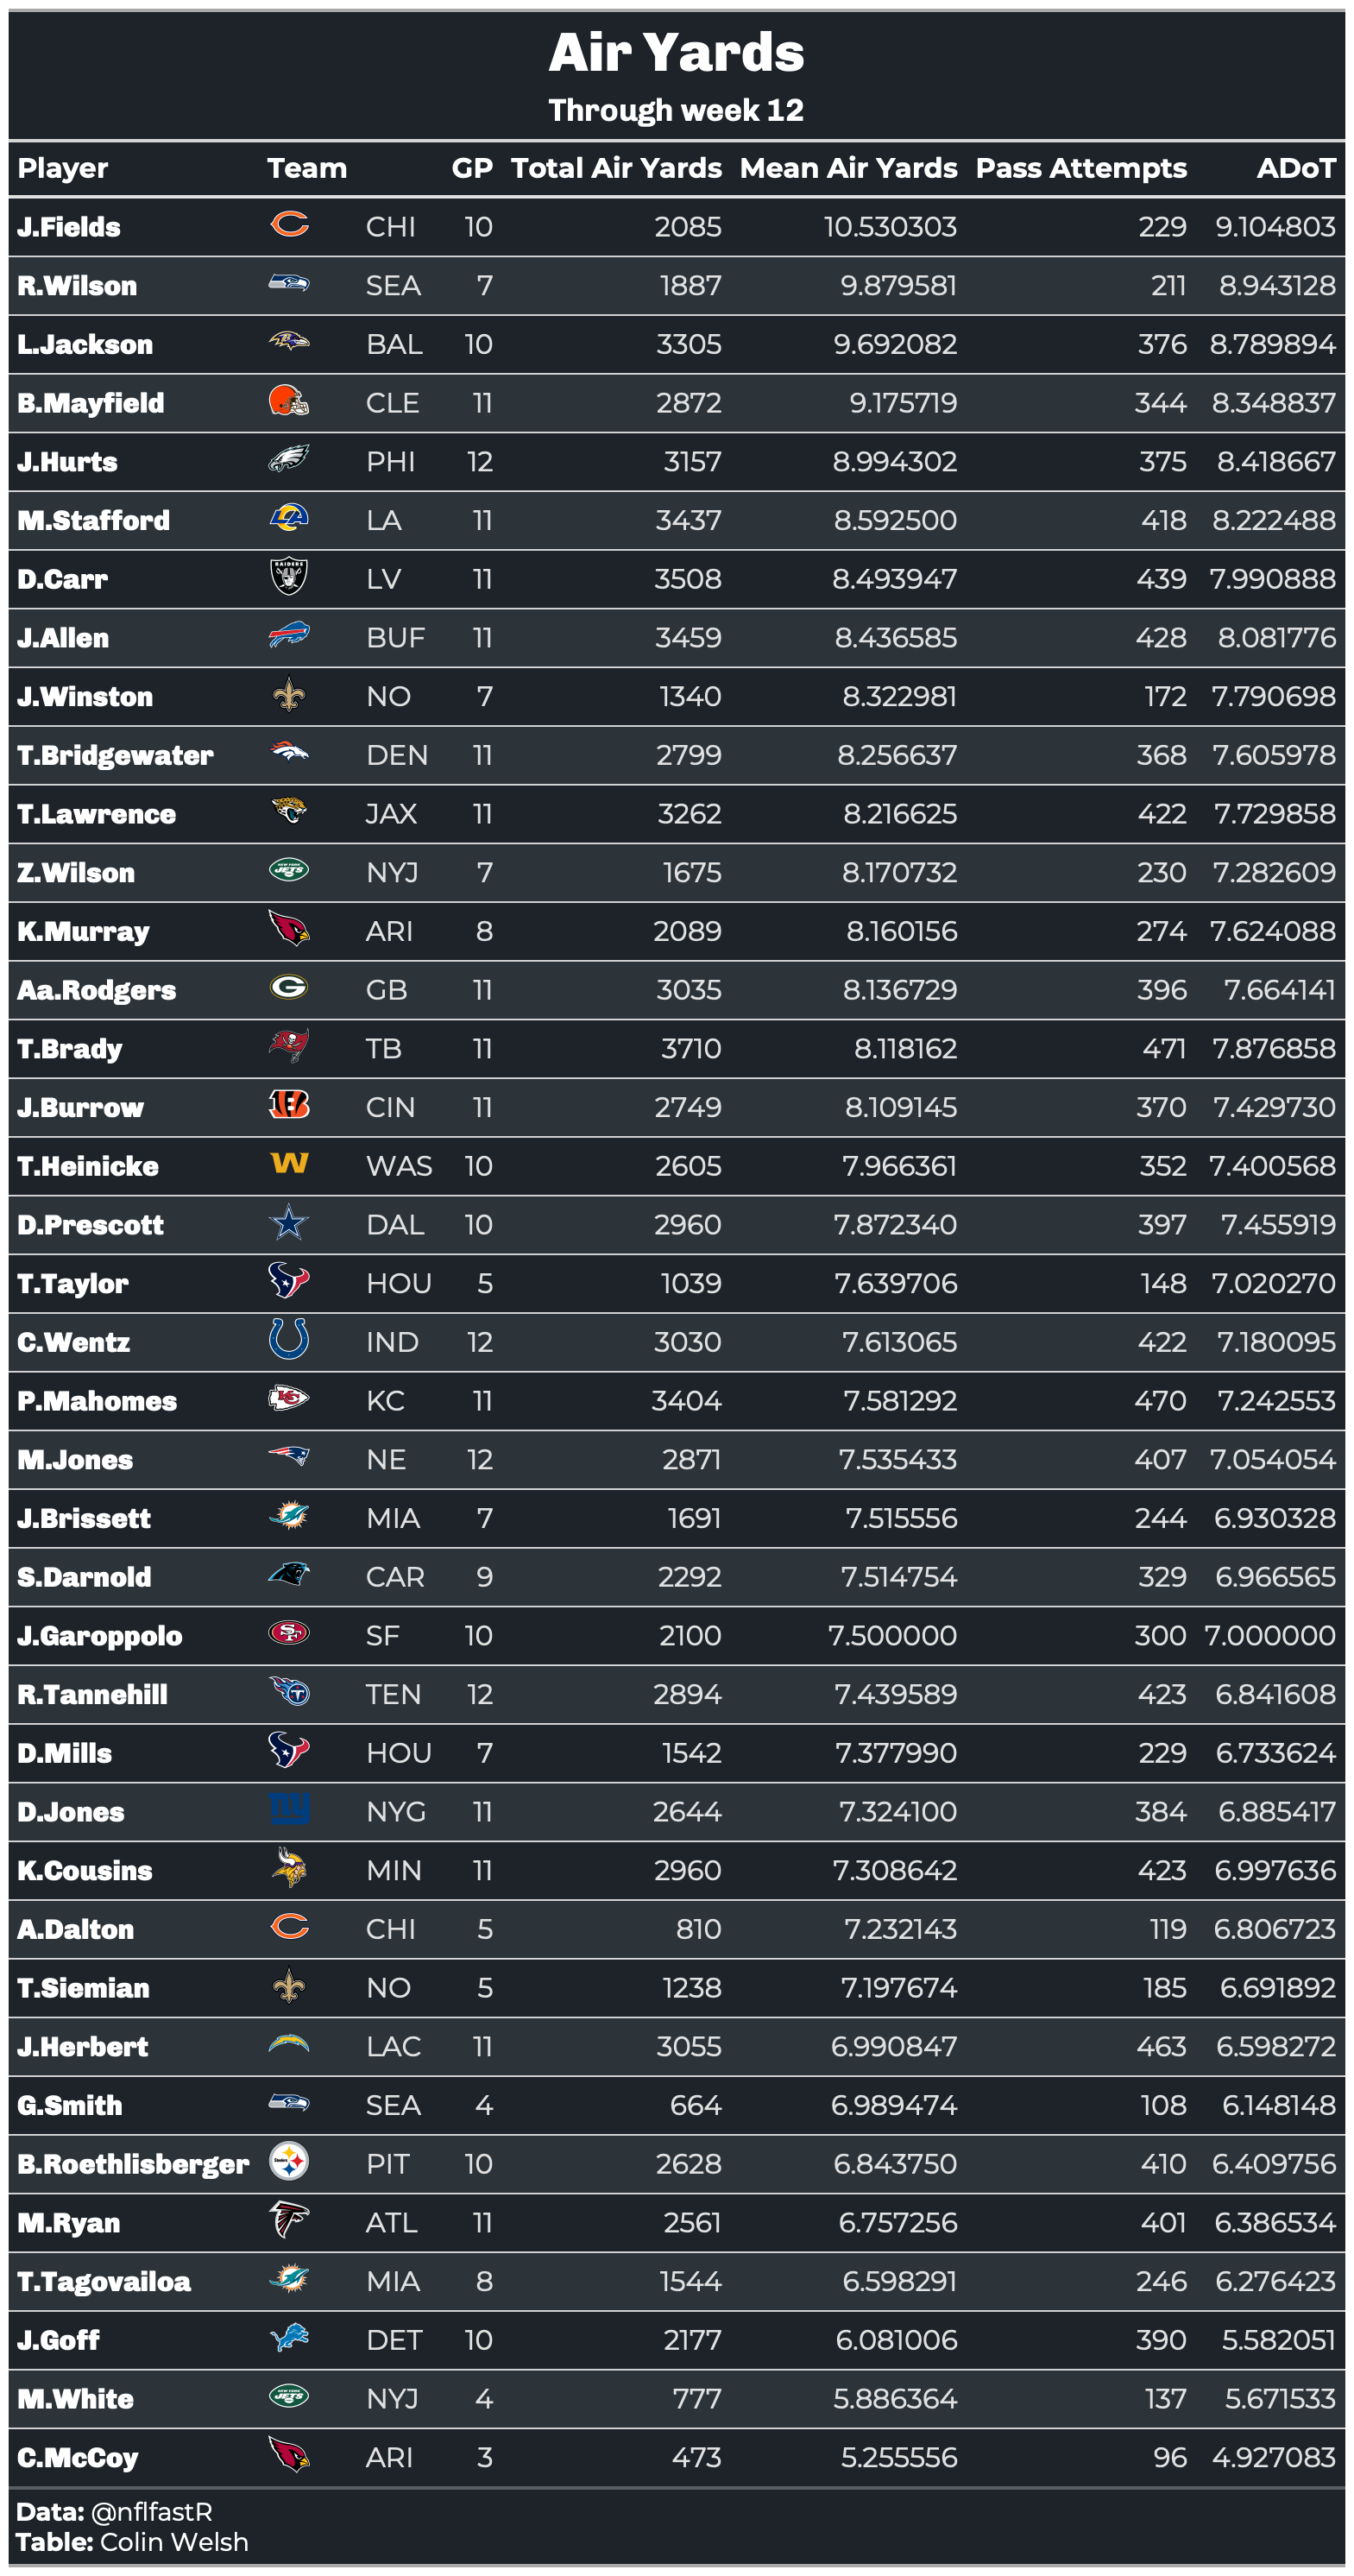 Air Yards
Through week 12
Player Team GP Total Air Yards Mean Air Yards Pass Attempts ADoT
J.Fields CHI 10 2085 10.530303 229 9.104803
R.Wilson SEA 7 1887 9.879581 211 8.943128
L.Jackson BAL 10 3305 9.692082 376 8.789894
B.Mayfield CLE 11 2872 9.175719 344 8.348837
J.Hurts PHI 12 3157 8.994302 375 8.418667
M.Stafford LA 11 3437 8.592500 418 8.222488
D.Carr RAIDERS LV 11 3508 8.493947 439 7.990888
J.Allen BUF 11 3459 8.436585 428 8.081776
J.Winston NO 7 1340 8.322981 172 7.790698
T.Bridgewater DEN 11 2799 8.256637 368 7.605978
T.Lawrence JAX 11 3262 8.216625 422 7.729858
Z.Wilson JETS NYJ 7 1675 8.170732 230 7.282609
K.Murray ARI 8 2089 8.160156 274 7.624088
Aa.Rodgers G GB 11 3035 8.136729 396 7.664141
T.Brady TB 11 3710 8.118162 471 7.876858
J.Burrow CIN 11 2749 8.109145 370 7.429730
T.Heinicke W WAS 10 2605 7.966361 352 7.400568
D.Prescott DAL 10 2960 7.872340 397 7.455919
T.Taylor HOU 5 1039 7.639706 148 7.020270
C.Wentz IND 12 3030 7.613065 422 7.180095
P.Mahomes KC KC 11 3404 7.581292 470 7.242553
M.Jones NE 12 2871 7.535433 407 7.054054
J.Brissett MIA 7 1691 7.515556 244 6.930328
S.Darnold CAR 9 2292 7.514754 329 6.966565
J.Garoppolo SF SF 10 2100 7.500000 300 7.000000
R.Tannehill T TEN 12 2894 7.439589 423 6.841608
D.Mills HOU 7 1542 7.377990 229 6.733624
D.Jones ny NYG 11 2644 7.324100 384 6.885417
K.Cousins MIN 11 2960 7.308642 423 6.997636
A.Dalton CHI 5 810 7.232143 119 6.806723
T.Siemian NO 5 1238 7.197674 185 6.691892
J.Herbert LAC 11 3055 6.990847 463 6.598272
G.Smith SEA 4 664 6.989474 108 6.148148
B.Roethlisberger Steelers PIT 10 2628 6.843750 410 6.409756
M.Ryan ATL 11 2561 6.757256 401 6.386534
T.Tagovailoa MIA 8 1544 6.598291 246 6.276423
J.Goff DET 10 2177 6.081006 390 5.582051
M.White JETS NYJ 4 777 5.886364 137 5.671533
C.McCoy ARI 3 473 5.255556 96 4.927083
Data: @nflfastR
Table: Colin Welsh